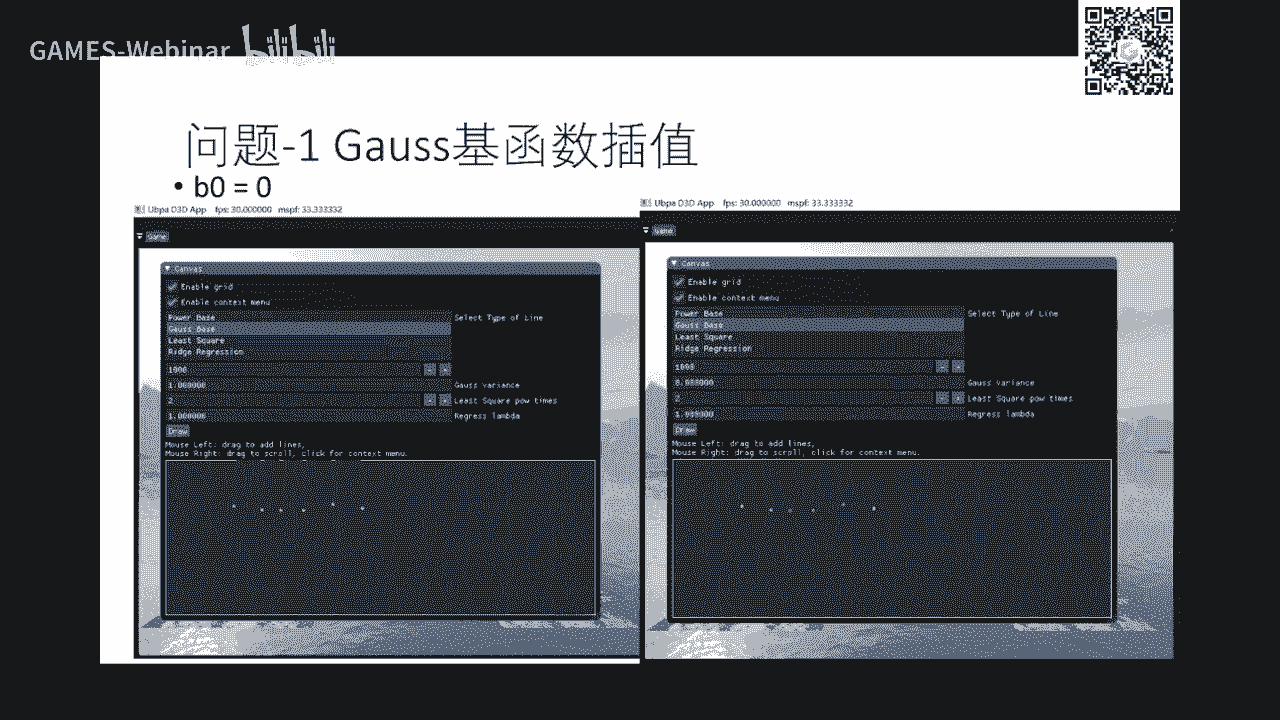 GAMES-Webinar bilibili
问题-1 Gauss基函数插值
• b0 = 0
Ubpa D3D App fps: 30.000000 mspf: 33.333332
Game
Canvas
Enable grid
Enable context menu
Power Base
Gauss Base
Least Square
Ridge Regression
Select Type of Line
1000
1.000000 Gauss variance
2 Least Square pow times
1.000000 Regress lambda
Draw
Mouse Left: drag to add lines,
Mouse Right: drag to scroll, click for context menu.
Ubpa D3D App fps: 30.000000 mspf: 33.333332
Game
Canvas
Enable grid
Enable context menu
Power Base
Gauss Base
Least Square
Ridge Regression
Select Type of Line
1000
Gauss variance
2 Least Square pow times
1.000000 Regress lambda
Draw
Mouse Left: drag to add lines,
Mouse Right: drag to scroll, click for context menu.